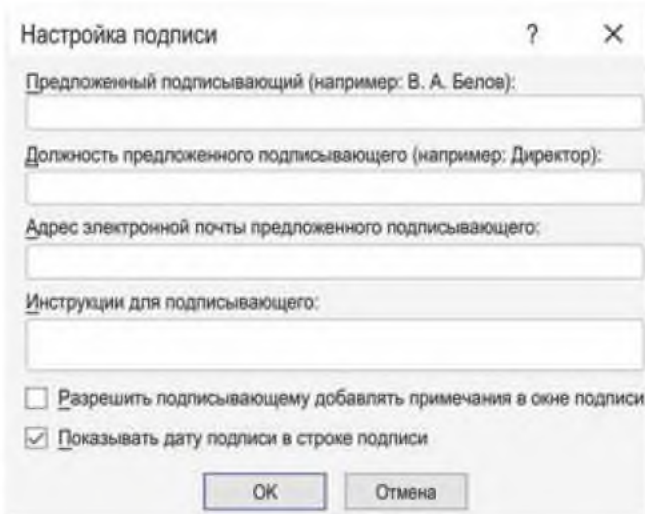 Настройка подписи ? ×
Предложенный подписывающий (например: В. А. Белов):
Должность предложенного подписывающего (например: Директор):
Адрес электронной почты предложенного подписывающего:
Инструкции для подписывающего:
Разрешить подписывающему добавлять примечания в окне подписи
Показывать дату подписи в строке подписи
ОК Отмена